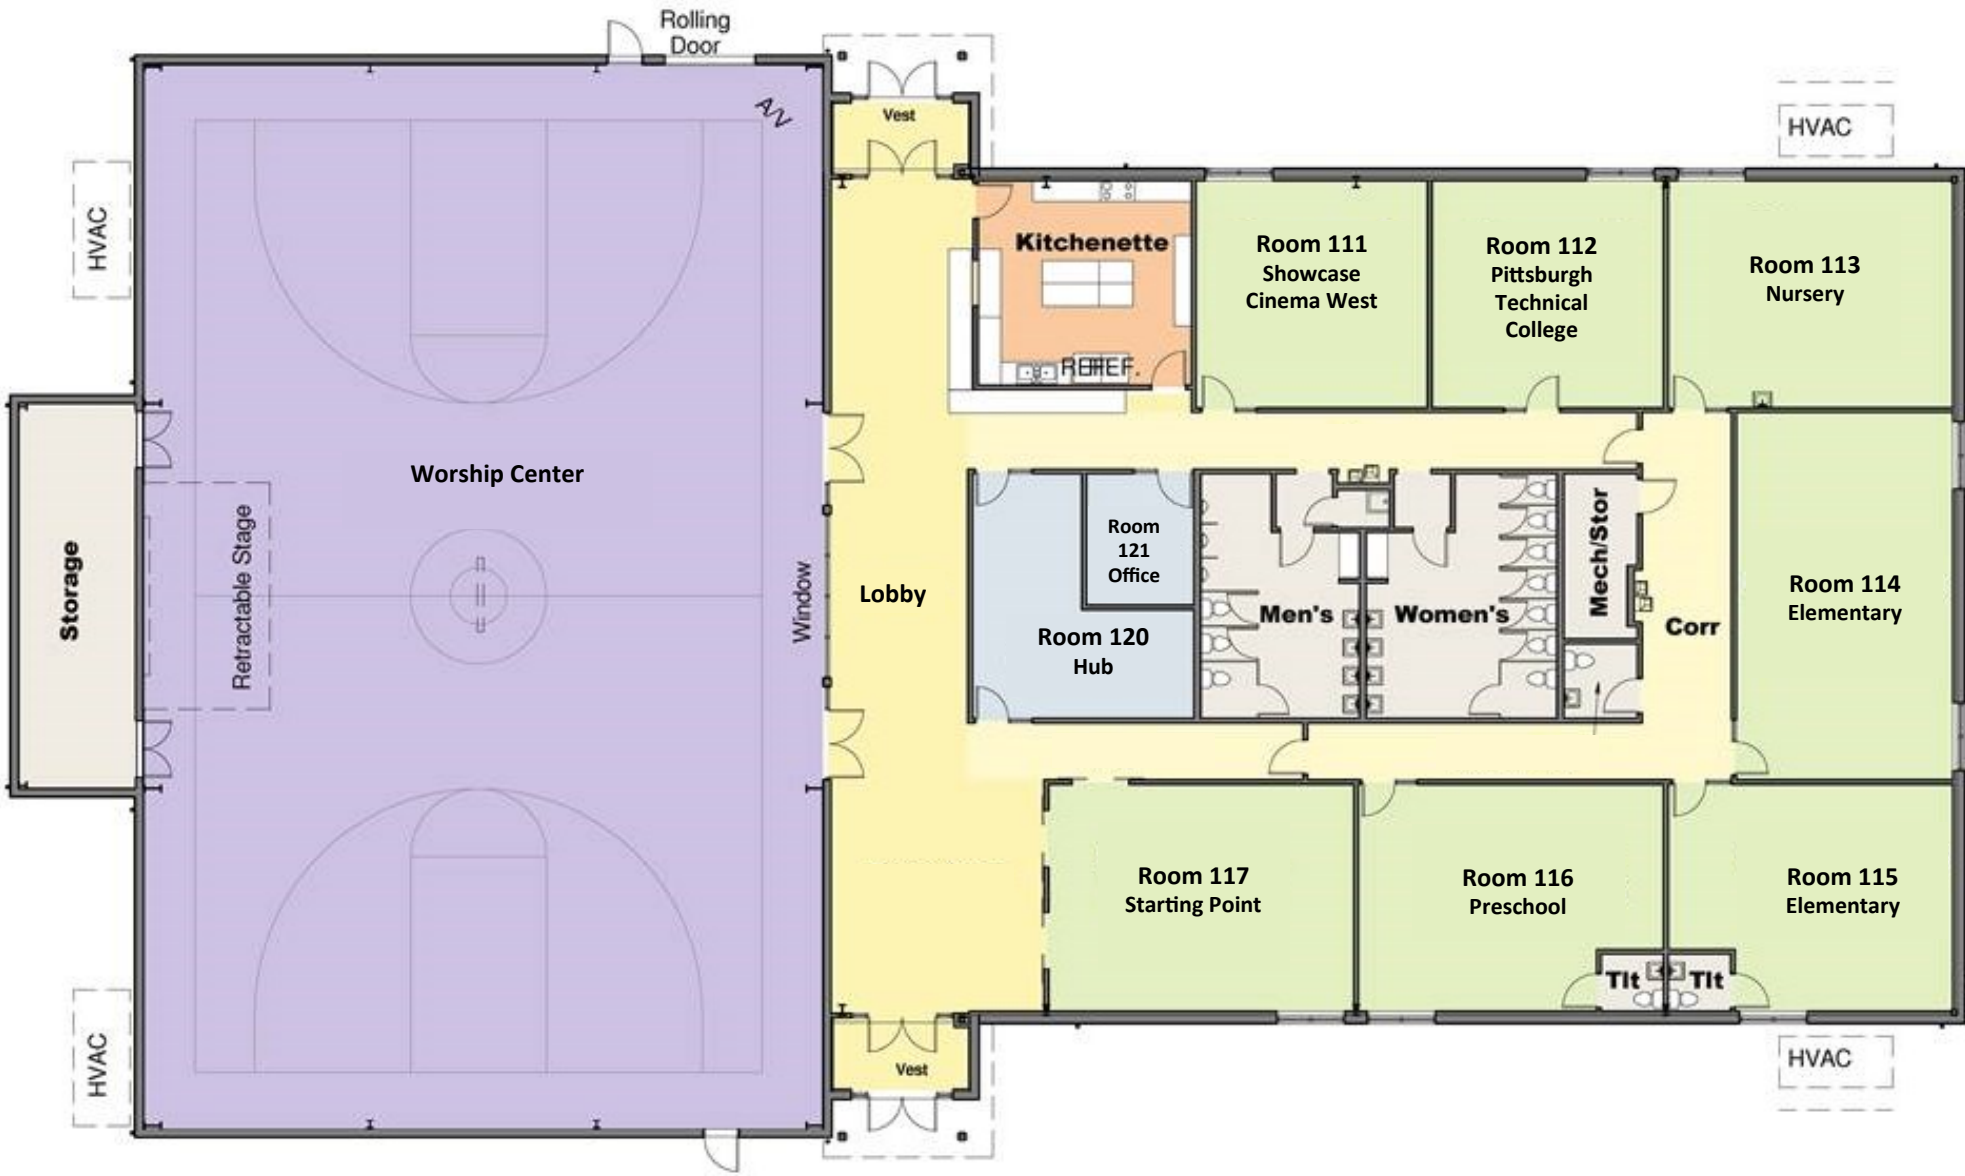 Rolling
Door
A/V
Vest
HVAC
HVAC
Kitchenette
REF.
Room 111
Showcase
Cinema West
Room 112
Pittsburgh
Technical
College
Room 113
Nursery
Worship Center
Storage
Retractable Stage
Window
Lobby
Room
121
Office
Room 120
Hub
Men's
Women's
Mech/Stor
Corr
Room 114
Elementary
Room 117
Starting Point
Room 116
Preschool
Room 115
Elementary
Tlt
Tlt
HVAC
Vest
HVAC